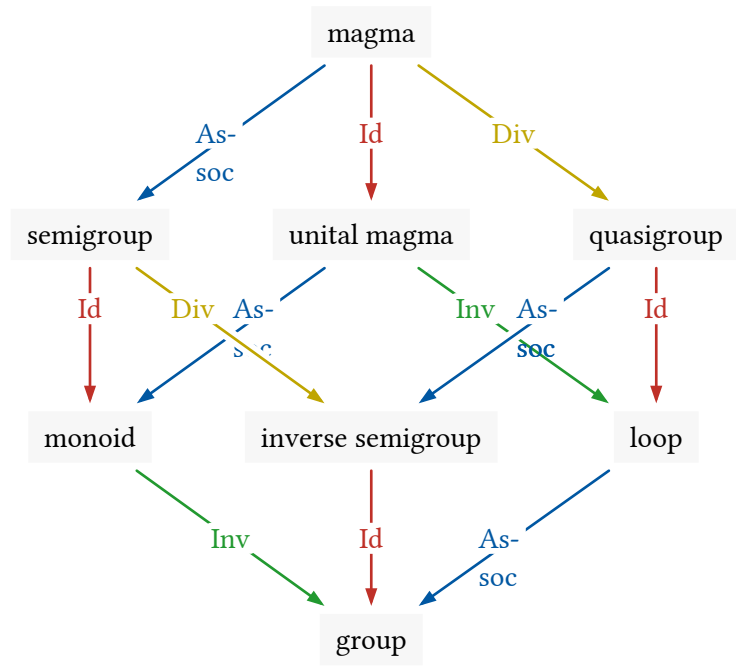 magma
As-
soc
Id
Div
semigroup
unital magma
quasigroup
Id
Div
As-
soc
Inv
As-
soc
Id
monoid
inverse semigroup
loop
Inv
Id
As-
soc
group